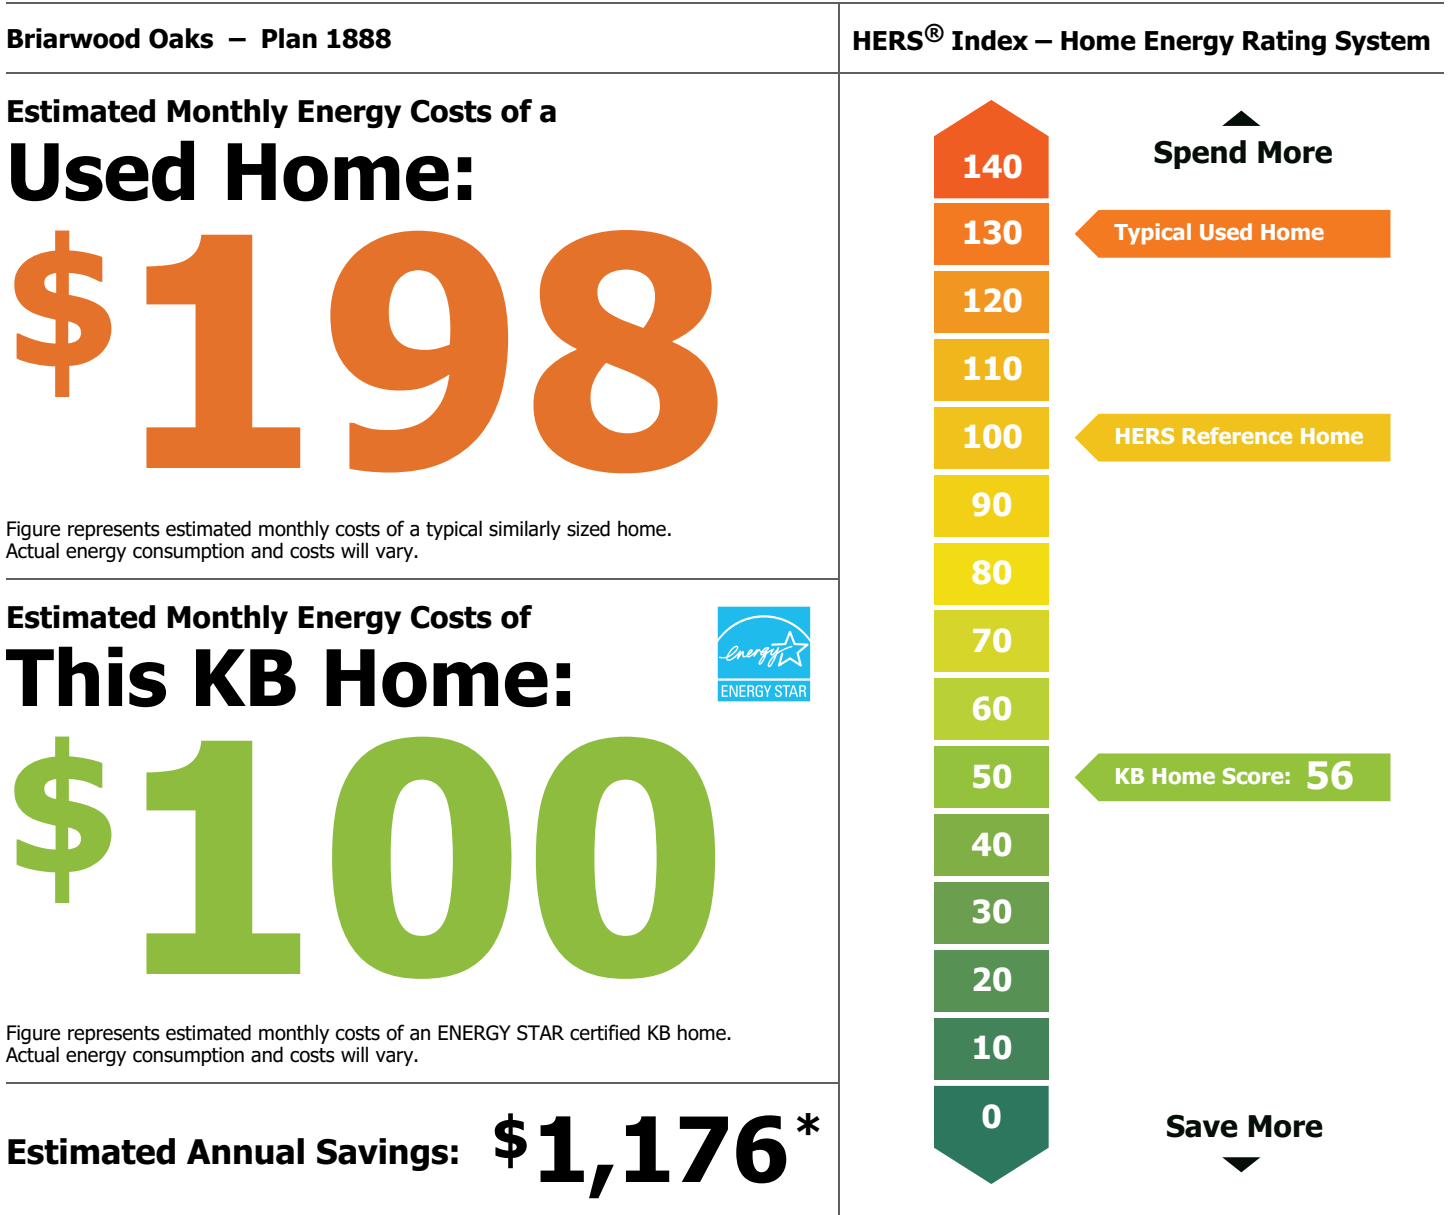 Briarwood Oaks – Plan 1888
Estimated Monthly Energy Costs of a
Used Home:
$198
Figure represents estimated monthly costs of a typical similarly sized home.
Actual energy consumption and costs will vary.
Estimated Monthly Energy Costs of
This KB Home:
energy
ENERGY STAR
$100
Figure represents estimated monthly costs of an ENERGY STAR certified KB home.
Actual energy consumption and costs will vary.
Estimated Annual Savings: $1,176*
HERS® Index – Home Energy Rating System
Spend More
140
130 Typical Used Home
120
110
100 HERS Reference Home
90
80
70
60
50 KB Home Score: 56
40
30
20
10
0
Save More